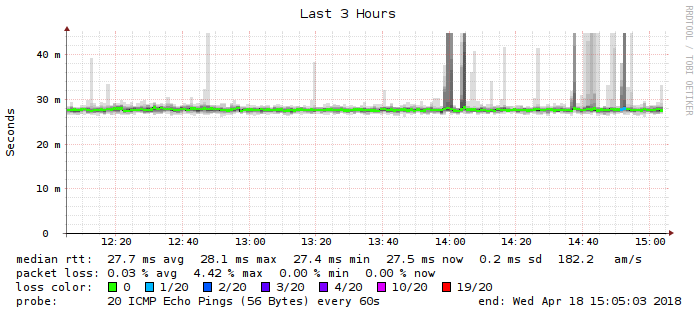 Last 3 Hours
RRDTOOL / TOBI OETIKER
Seconds
40 m
30 m
20 m
10 m
0
12:20 12:40 13:00 13:20 13:40 14:00 14:20 14:40 15:00
median rtt: 27.7 ms avg 28.1 ms max 27.4 ms min 27.5 ms now 0.2 ms sd 182.2 am/s
packet loss: 0.03 % avg 4.42 % max 0.00 % min 0.00 % now
loss color: 0 1/20 2/20 3/20 4/20 10/20 19/20
probe: 20 ICMP Echo Pings (56 Bytes) every 60s end: Wed Apr 18 15:05:03 2018